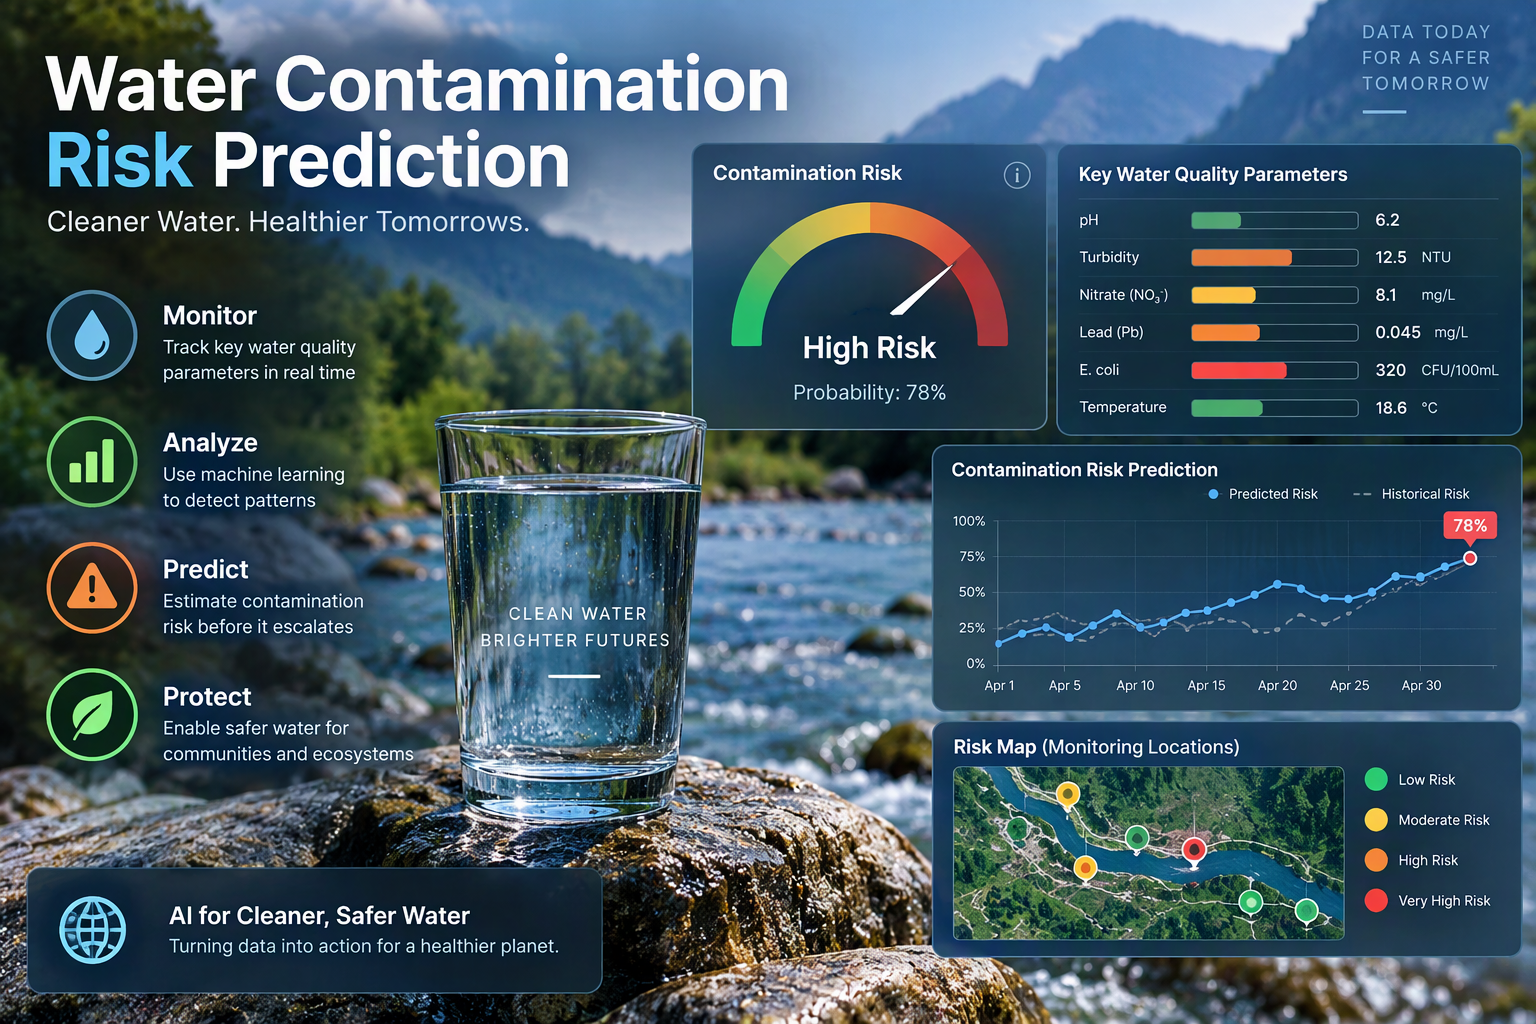 Water Contamination
Risk Prediction
Cleaner Water. Healthier Tomorrows.
DATA TODAY
FOR A SAFER
TOMORROW
Monitor
Track key water quality
parameters in real time
Analyze
Use machine learning
to detect patterns
Predict
Estimate contamination
risk before it escalates
Protect
Enable safer water for
communities and ecosystems
CLEAN WATER
BRIGHTER FUTURES
AI for Cleaner, Safer Water
Turning data into action for a healthier planet.
Contamination Risk
i
High Risk
Probability: 78%
Key Water Quality Parameters
pH 6.2
Turbidity 12.5 NTU
Nitrate (NO₃⁻) 8.1 mg/L
Lead (Pb) 0.045 mg/L
E. coli 320 CFU/100mL
Temperature 18.6 °C
Contamination Risk Prediction
Predicted Risk Historical Risk
78%
100%
75%
50%
25%
0%
Apr 1 Apr 5 Apr 10 Apr 15 Apr 20 Apr 25 Apr 30
Risk Map (Monitoring Locations)
Low Risk
Moderate Risk
High Risk
Very High Risk